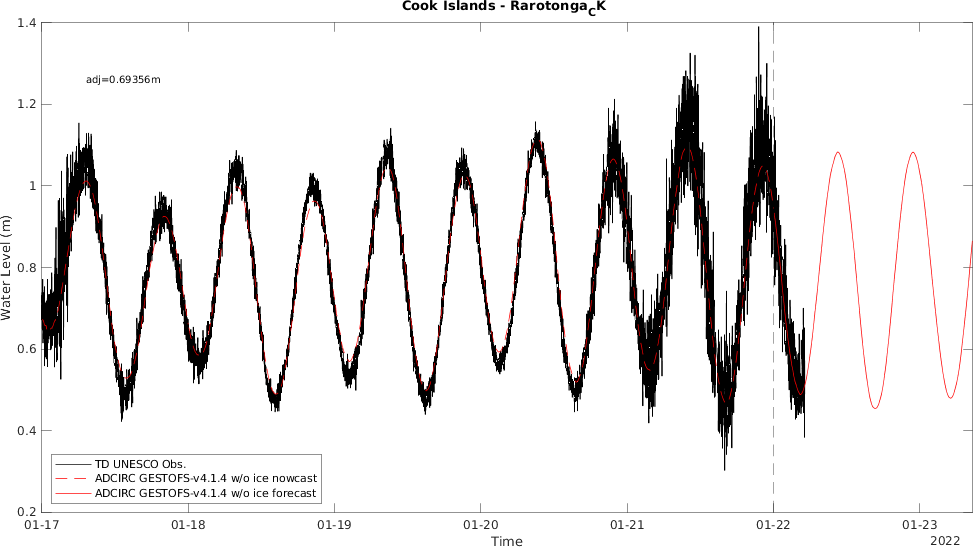 Cook Islands - Rarotonga_CK
1.4
1.2
1
0.8
0.6
0.4
0.2
Water Level (m)
adj=0.69356m
TD UNESCO Obs.
ADCIRC GESTOFS-v4.1.4 w/o ice nowcast
ADCIRC GESTOFS-v4.1.4 w/o ice forecast
01-17 01-18 01-19 01-20 01-21 01-22 01-23
Time
2022